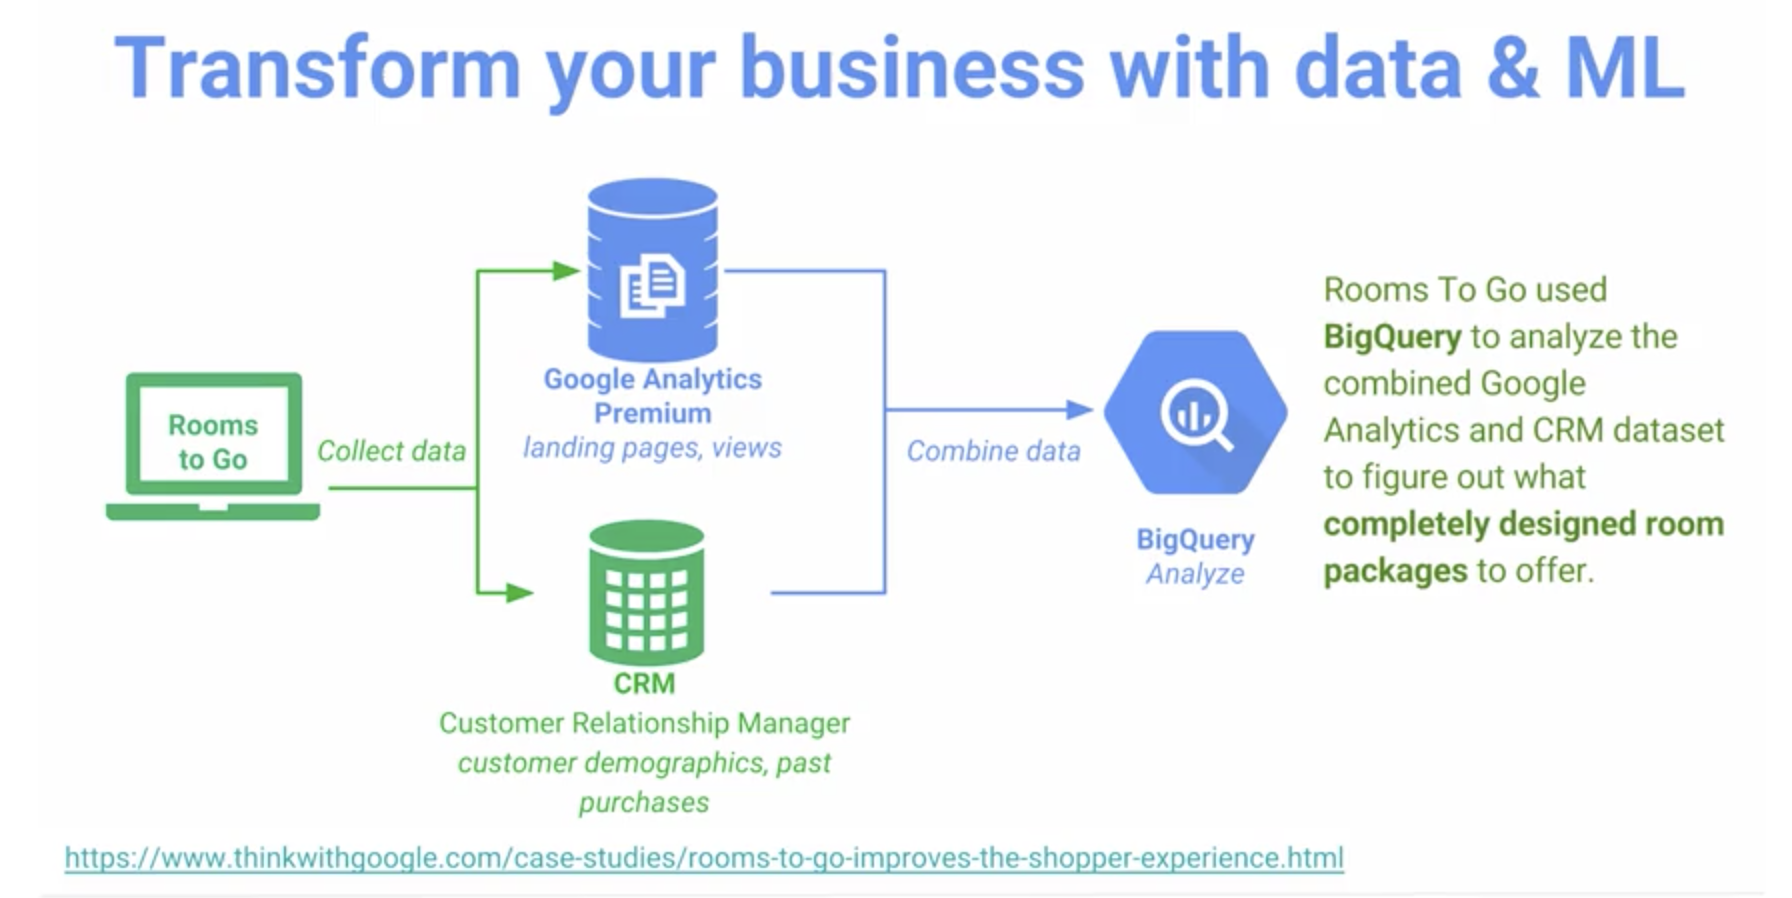 Transform your business with data & ML
Rooms
to Go
Collect data
Google Analytics
Premium
landing pages, views
CRM
Customer Relationship Manager
customer demographics, past
purchases
Combine data
BigQuery
Analyze
Rooms To Go used
BigQuery to analyze the
combined Google
Analytics and CRM dataset
to figure out what
completely designed room
packages to offer.
https://www.thinkwithgoogle.com/case-studies/rooms-to-go-improves-the-shopper-experience.html